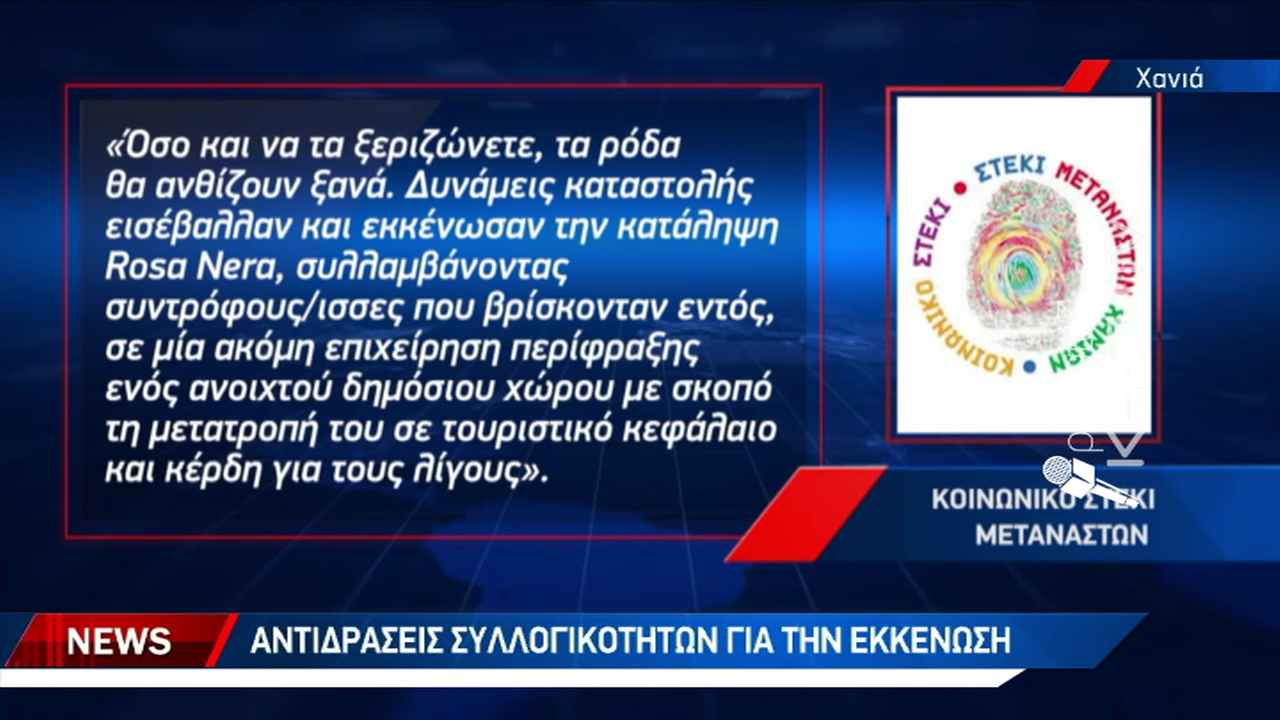 Χανιά
«Όσο και να τα ξεριζώνετε, τα ρόδα
θα ανθίζουν ξανά. Δυνάμεις καταστολής
εισέβαλλαν και εκκένωσαν την κατάληψη
Rosa Nera, συλλαμβάνοντας
συντρόφους/ισσες που βρίσκονταν εντός,
σε μία ακόμη επιχείρηση περίφραξης
ενός ανοιχτού δημόσιου χώρου με σκοπό
τη μετατροπή του σε τουριστικό κεφάλαιο
και κέρδη για τους λίγους».
ΚΟΙΝΩΝΙΚΟ ΣΤΕΚΙ • ΣΤΕΚΙ ΜΕΤΑΝΑΣΤΩΝ ΧΑΝΙΩΝ •
ΚΟΙΝΩΝΙΚΟ ΣΤΕΚΙ
ΜΕΤΑΝΑΣΤΩΝ
NEWS
ΑΝΤΙΔΡΑΣΕΙΣ ΣΥΛΛΟΓΙΚΟΤΗΤΩΝ ΓΙΑ ΤΗΝ ΕΚΚΕΝΩΣΗ